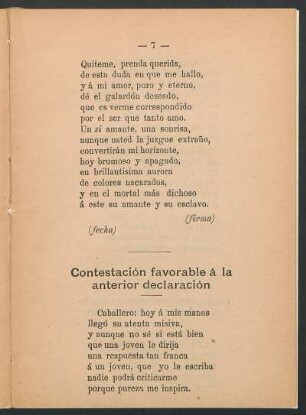 — 7 —
Quíteme, prenda querida,
de esta duda en que me hallo,
y á mi amor, puro y eterno,
dé el galardón deseado,
que es verme correspondido
por el ser que tanto amo.
Un sí amante, una sonrisa,
aunque usted la juzgue extraño,
convertirán mi horizonte,
hoy brumoso y apagado,
en brillantísima aurora
de colores nacarados,
y en el mortal más dichoso
á este su amante y su esclavo.
(firma)
(fecha)
Contestación favorable á la
anterior declaración
Caballero: hoy á mis manos
llegó su atenta misiva,
y aunque no sé si está bien
que una joven le dirija
una respuesta tan franca
á un joven, que yo le escriba
nadie podrá criticarme
porque pureza me inspira.